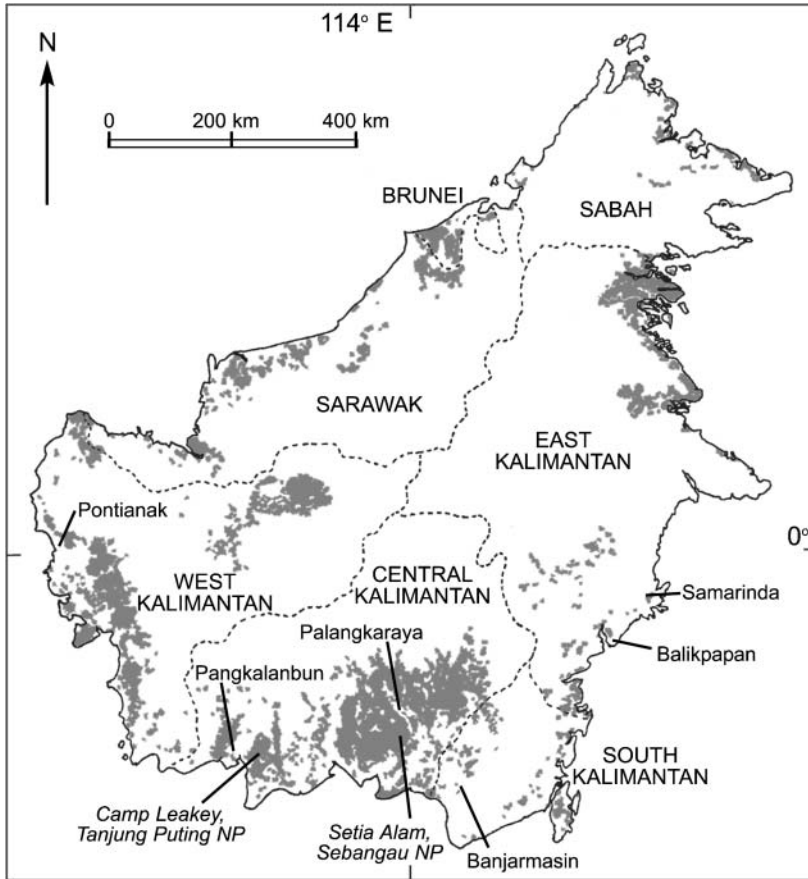 114° E
N
0
200 km
400 km
BRUNEI
SABAH
SARAWAK
EAST
KALIMANTAN
Pontianak
0°
WEST
KALIMANTAN
CENTRAL
KALIMANTAN
Samarinda
Palangkaraya
Balikpapan
Pangkalanbun
SOUTH
KALIMANTAN
Camp Leakey,
Tanjung Puting NP
Setia Alam,
Sebangau NP
Banjarmasin